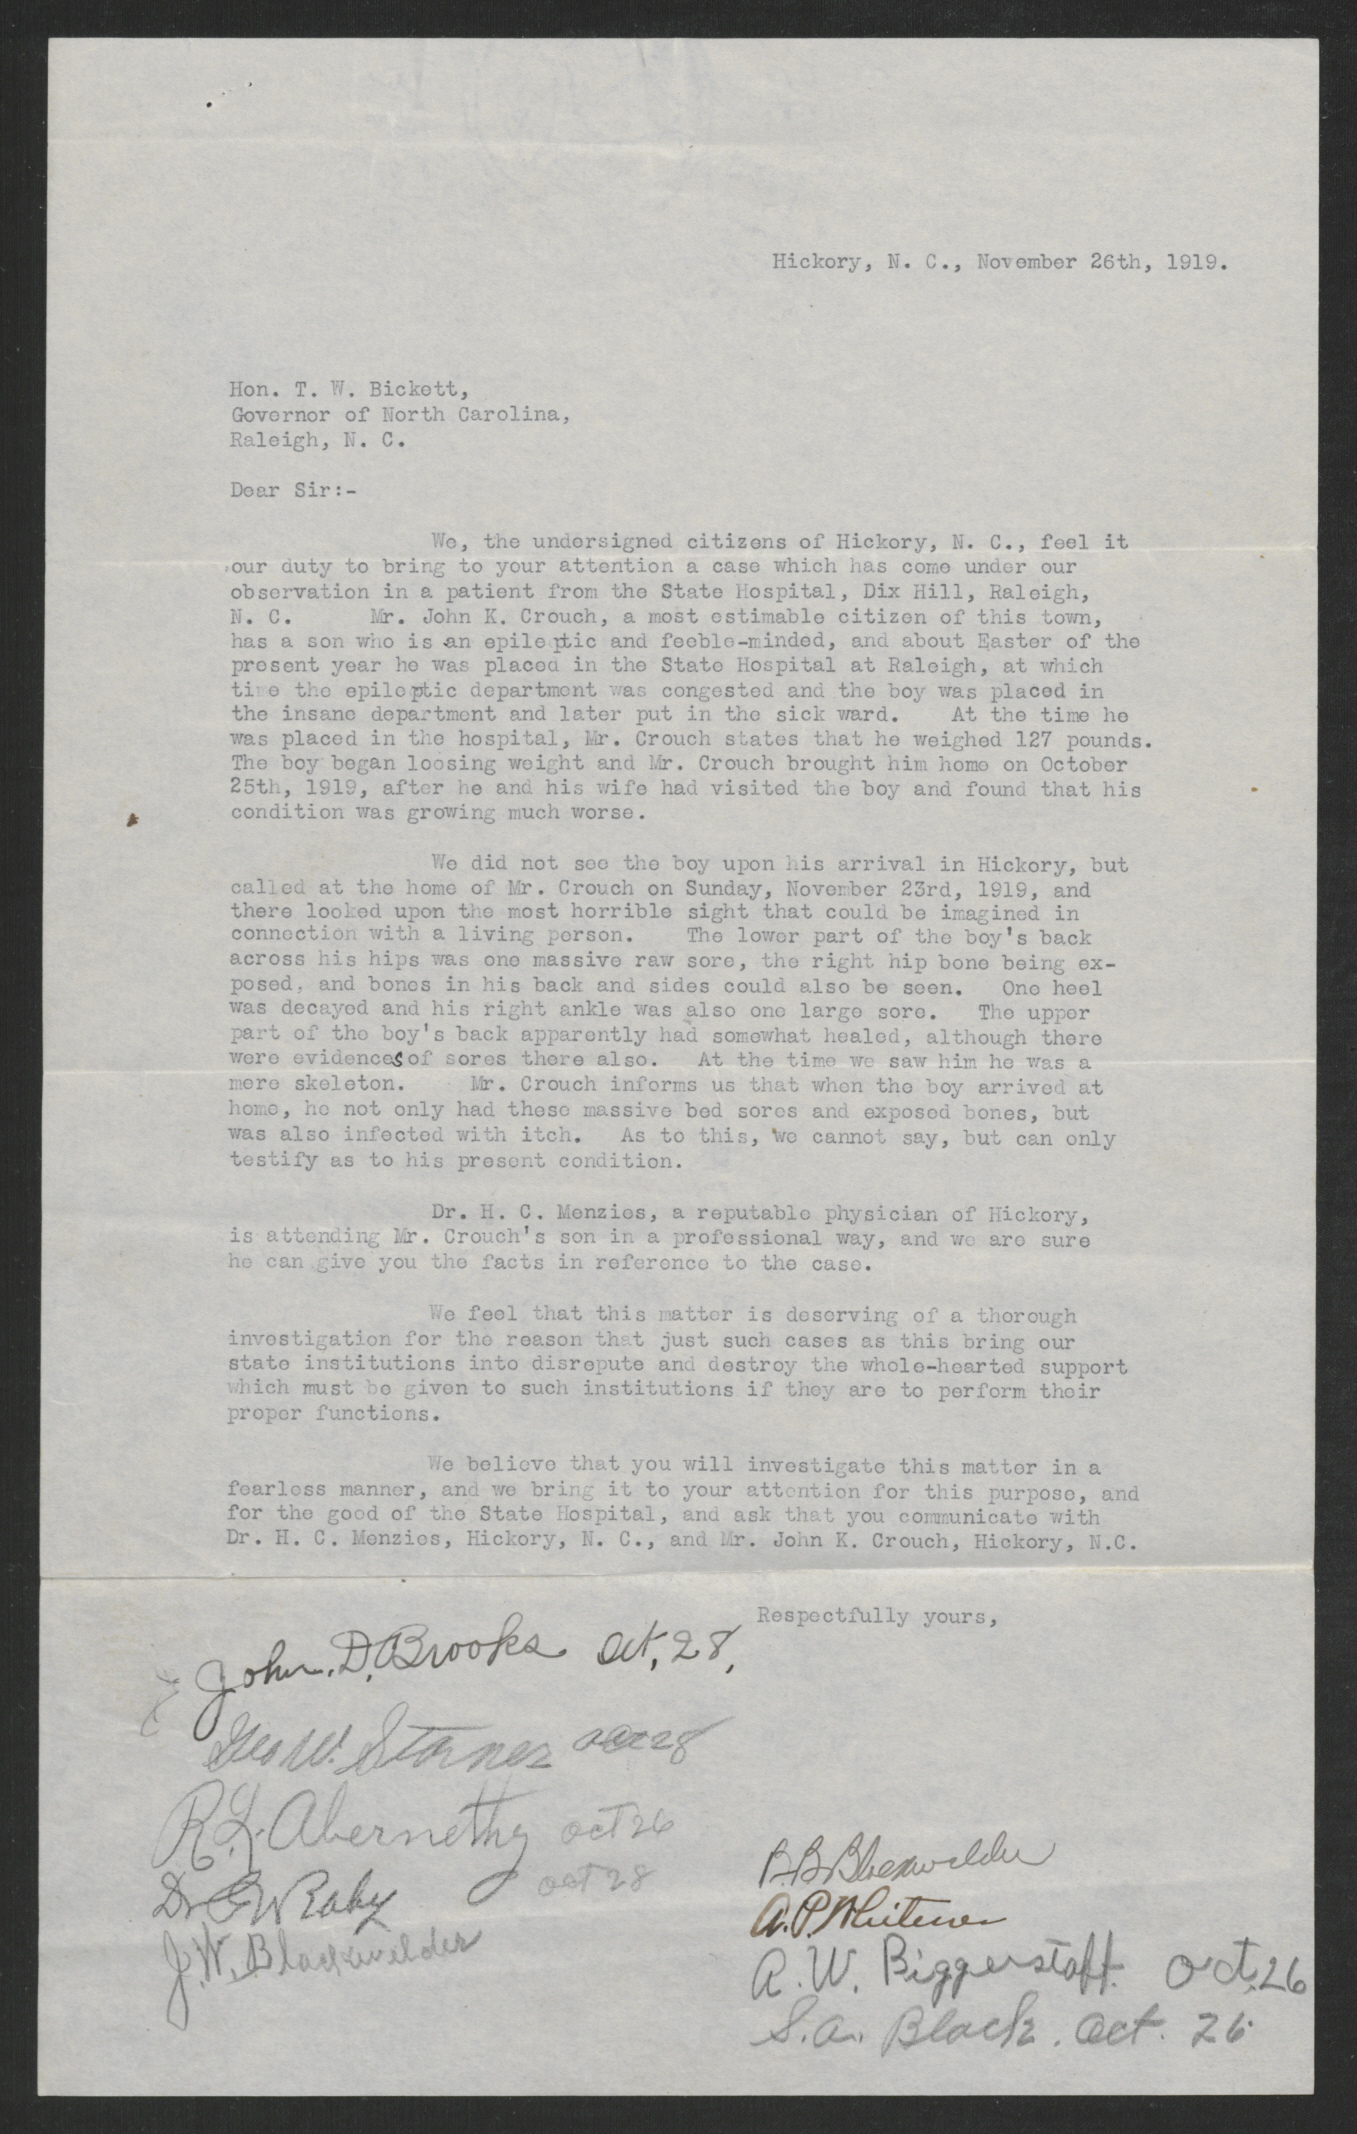 Hickory, N. C., November 26th, 1919.
Hon. T. W. Bickett,
Governor of North Carolina,
Raleigh, N. C.
Dear Sir:-
We, the undersigned citizens of Hickory, N. C., feel it
our duty to bring to your attention a case which has come under our
observation in a patient from the State Hospital, Dix Hill, Raleigh,
N. C. Mr. John K. Crouch, a most estimable citizen of this town,
has a son who is an epileptic and feeble-minded, and about Easter of the
present year he was placed in the State Hospital at Raleigh, at which
time the epileptic department was congested and the boy was placed in
the insane department and later put in the sick ward. At the time he
was placed in the hospital, Mr. Crouch states that he weighed 127 pounds.
The boy began loosing weight and Mr. Crouch brought him home on October
25th, 1919, after he and his wife had visited the boy and found that his
condition was growing much worse.
We did not see the boy upon his arrival in Hickory, but
called at the home of Mr. Crouch on Sunday, November 23rd, 1919, and
there looked upon the most horrible sight that could be imagined in
connection with a living person. The lower part of the boy's back
across his hips was one massive raw sore, the right hip bone being ex-
posed, and bones in his back and sides could also be seen. One heel
was decayed and his right ankle was also one large sore. The upper
part of the boy's back apparently had somewhat healed, although there
were evidences of sores there also. At the time we saw him he was a
mere skeleton. Mr. Crouch informs us that when the boy arrived at
home, he not only had these massive bed sores and exposed bones, but
was also infected with itch. As to this, we cannot say, but can only
testify as to his present condition.
Dr. H. C. Menzies, a reputable physician of Hickory,
is attending Mr. Crouch's son in a professional way, and we are sure
he can give you the facts in reference to the case.
We feel that this matter is deserving of a thorough
investigation for the reason that just such cases as this bring our
state institutions into disrepute and destroy the whole-hearted support
which must be given to such institutions if they are to perform their
proper functions.
We believe that you will investigate this matter in a
fearless manner, and we bring it to your attention for this purpose, and
for the good of the State Hospital, and ask that you communicate with
Dr. H. C. Menzies, Hickory, N. C., and Mr. John K. Crouch, Hickory, N.C.
Respectfully yours,
John. D. Brooks Oct, 28,
Geo W. 28
R. L. Abernethy oct 26
Dr Raby oct 28
J. W. Blackwelder
A. P. Whitener
A. W. Biggerstaff. Oct, 26
S. A. Black. Oct. 26